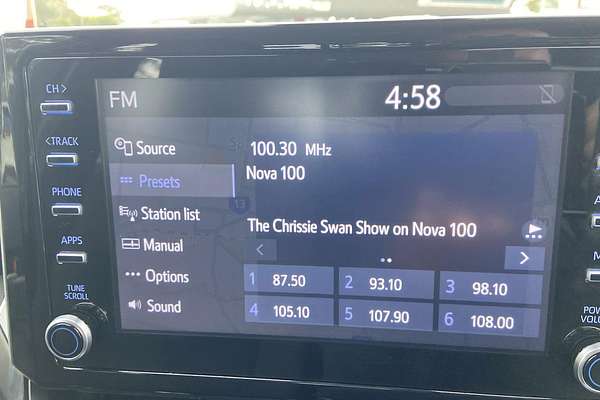 CH >
< TRACK
PHONE
APPS
TUNE
SCROLL
FM
4:58
Source
Presets
Station list
Manual
Options
Sound
100.30 MHz
Nova 100
13
The Chrissie Swan Show on Nova 100
< >
1 87.50 2 93.10 3 98.10
4 105.10 5 107.90 6 108.00